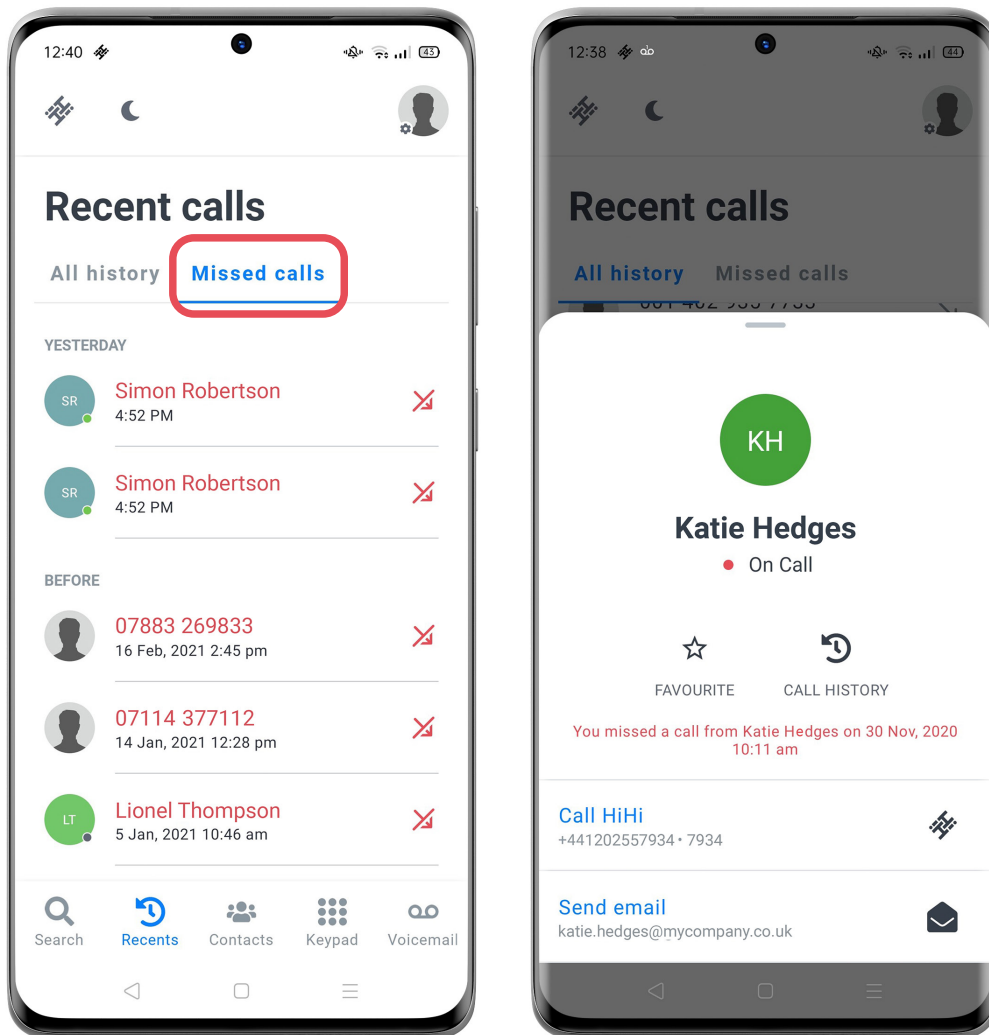 12:40
43
Recent calls
All history Missed calls
YESTERDAY
SR
Simon Robertson
4:52 PM
SR
Simon Robertson
4:52 PM
BEFORE
07883 269833
16 Feb, 2021 2:45 pm
07114 377112
14 Jan, 2021 12:28 pm
LT
Lionel Thompson
5 Jan, 2021 10:46 am
Search Recents Contacts Keypad Voicemail
12:38
44
Recent calls
All history Missed calls
KH
Katie Hedges
On Call
FAVOURITE CALL HISTORY
You missed a call from Katie Hedges on 30 Nov, 2020
10:11 am
Call HiHi
+441202557934 • 7934
Send email
katie.hedges@mycompany.co.uk